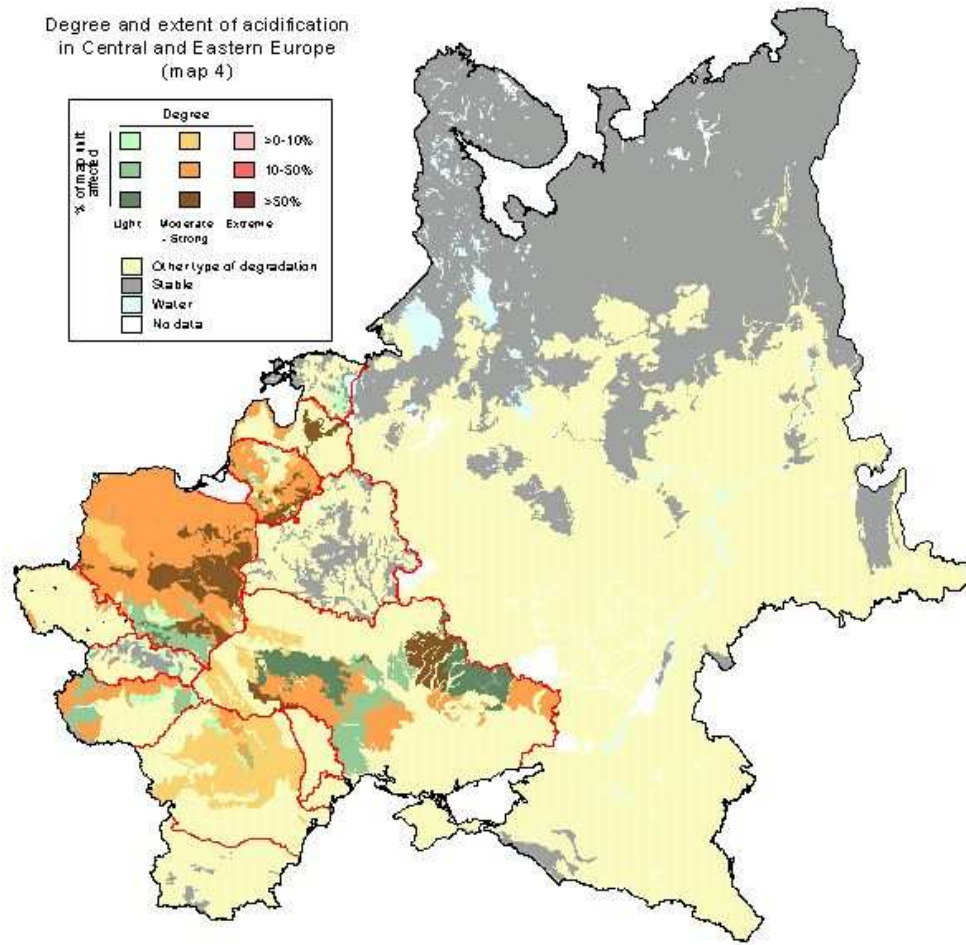 Degree and extent of acidification
in Central and Eastern Europe
(map 4)
Degree
% of map unit
affected
>0-10%
10-50%
>50%
Light
Moderate
- Strong
Extreme
Other type of degradation
Stable
Water
No data